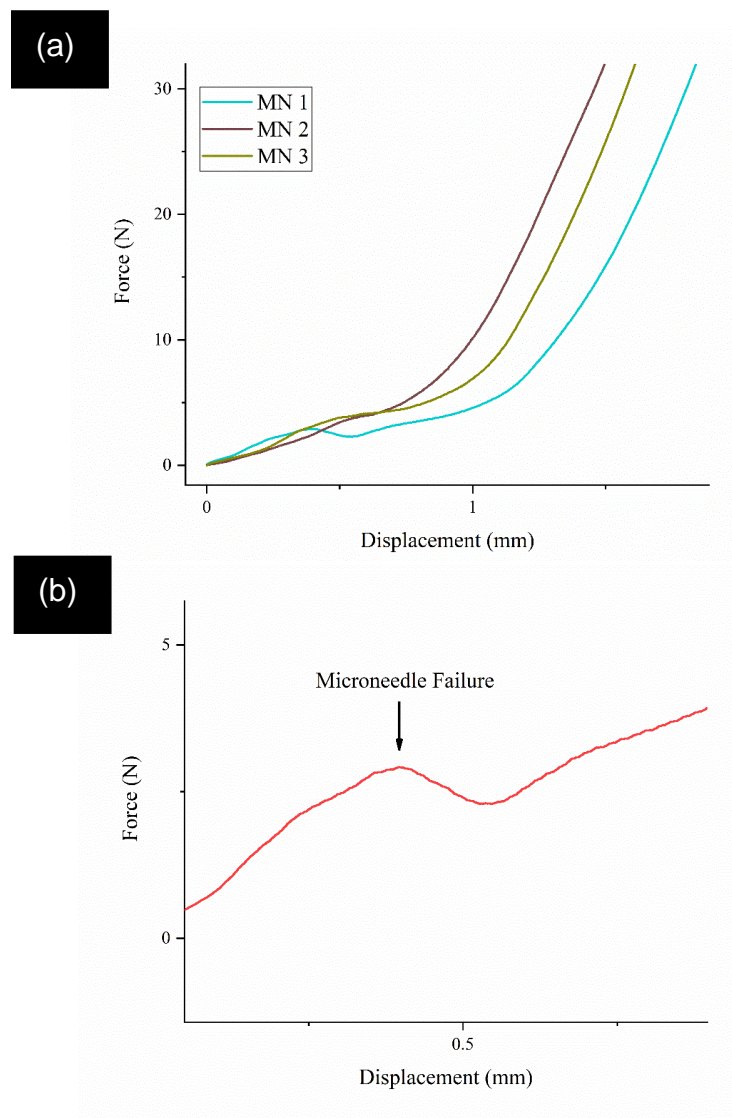 (a)
30
MN 1
MN 2
MN 3
20
Force (N)
10
0
0
1
Displacement (mm)
(b)
5
Microneedle Failure
Force (N)
0
0.5
Displacement (mm)